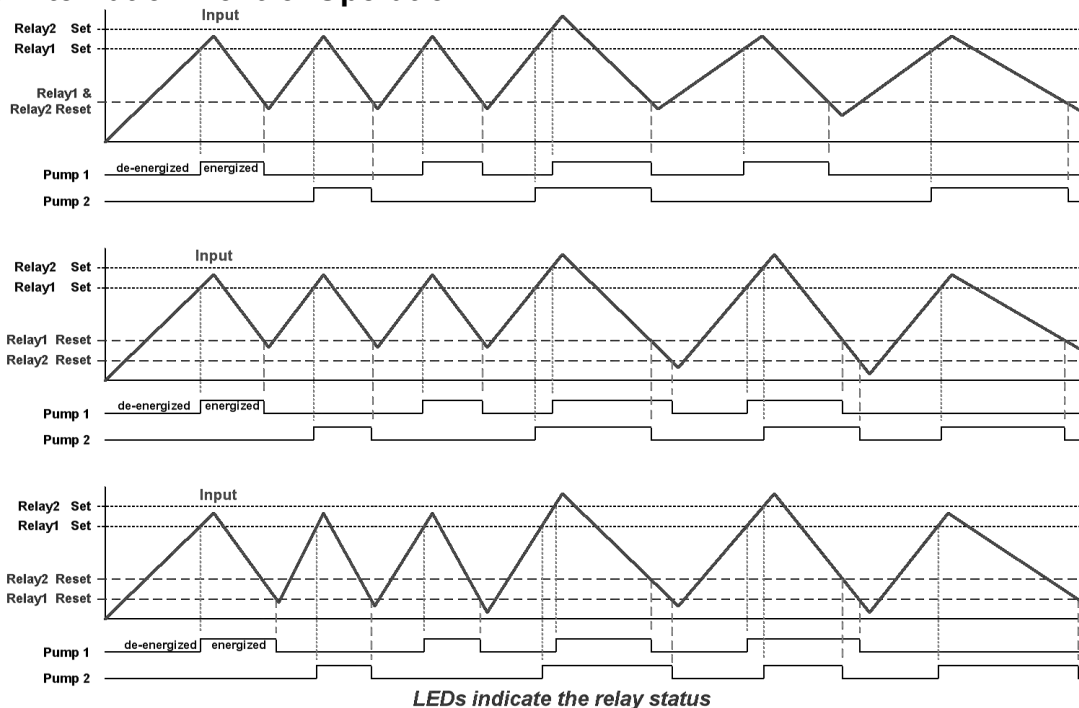 Input
Relay2 Set
Relay1 Set
Relay1 &
Relay2 Reset
de-energized energized
Pump 1
Pump 2
Input
Relay2 Set
Relay1 Set
Relay1 Reset
Relay2 Reset
de-energized energized
Pump 1
Pump 2
Input
Relay2 Set
Relay1 Set
Relay2 Reset
Relay1 Reset
de-energized energized
Pump 1
Pump 2
LEDs indicate the relay status